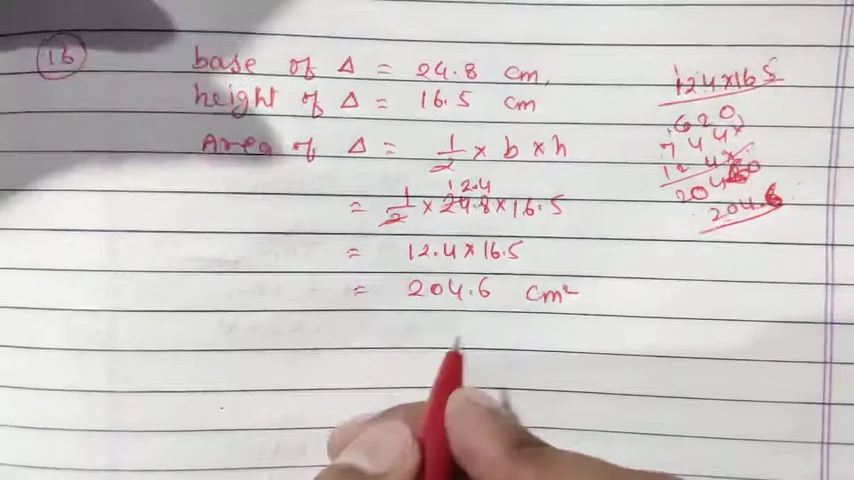 16
base of Δ = 24.8 cm,
height of Δ = 16.5 cm
Area of Δ = 1/2 × b × h
12.4
= 1/2 × 24.8 × 16.5
= 12.4 × 16.5
= 204.6 cm²
124×165
620
744×
124××
204.6